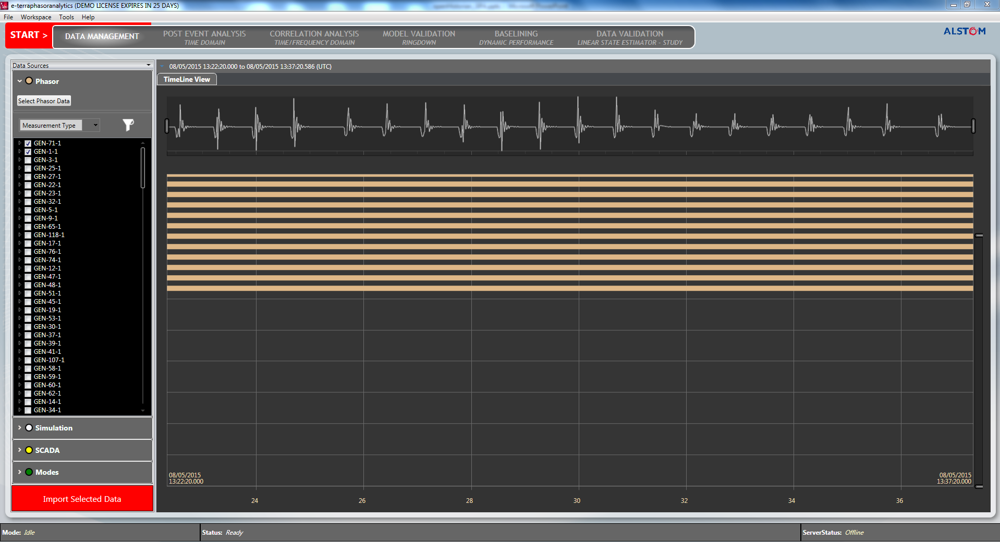 e-terraphasoranalytics (DEMO LICENSE EXPIRES IN 25 DAYS)
File Workspace Tools Help
START >
DATA MANAGEMENT
POST EVENT ANALYSIS
TIME DOMAIN
CORRELATION ANALYSIS
TIME/FREQUENCY DOMAIN
MODEL VALIDATION
RINGDOWN
BASELINING
DYNAMIC PERFORMANCE
DATA VALIDATION
LINEAR STATE ESTIMATOR - STUDY
ALSTOM
Data Sources
Phasor
Select Phasor Data
Measurement Type
GEN-71-1
GEN-1-1
GEN-3-1
GEN-25-1
GEN-27-1
GEN-22-1
GEN-23-1
GEN-32-1
GEN-5-1
GEN-9-1
GEN-65-1
GEN-118-1
GEN-17-1
GEN-76-1
GEN-74-1
GEN-12-1
GEN-47-1
GEN-48-1
GEN-51-1
GEN-45-1
GEN-19-1
GEN-53-1
GEN-30-1
GEN-37-1
GEN-39-1
GEN-41-1
GEN-107-1
GEN-58-1
GEN-59-1
GEN-60-1
GEN-62-1
GEN-14-1
GEN-34-1
Simulation
SCADA
Modes
Import Selected Data
08/05/2015 13:22:20.000 to 08/05/2015 13:37:20.586 (UTC)
TimeLine View
08/05/2015
13:22:20.000
08/05/2015
13:37:20.000
24 26 28 30 32 34 36
Mode: Idle
Status: Ready
ServerStatus: Offline